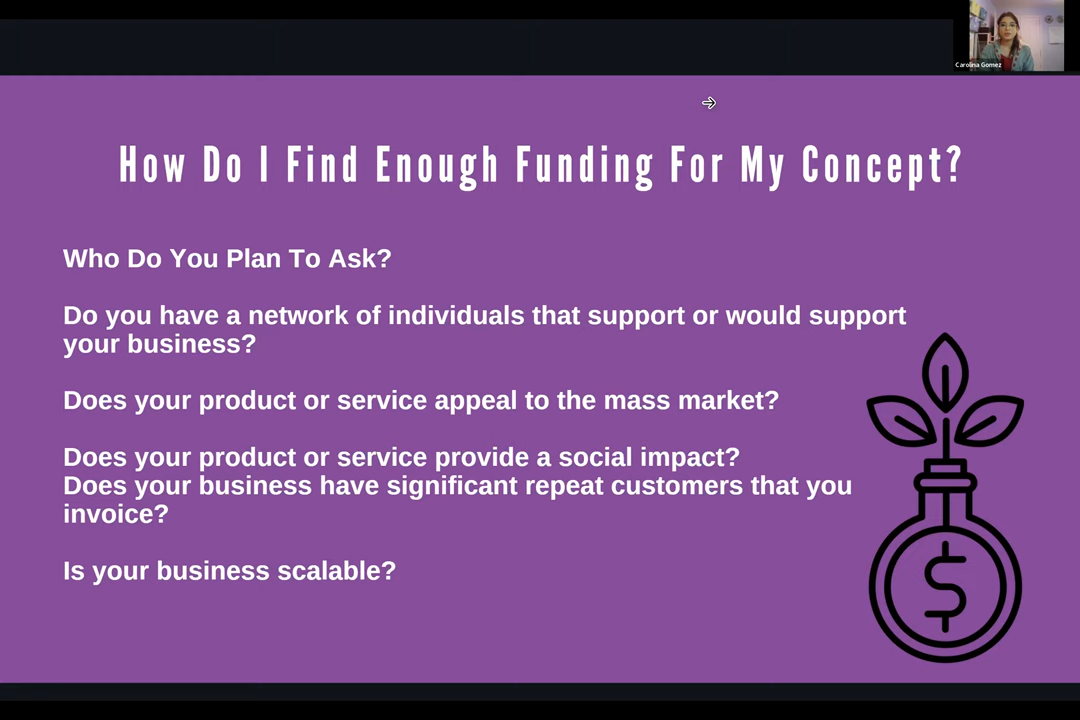 Carolina Gomez
How Do I Find Enough Funding For My Concept?
Who Do You Plan To Ask?
Do you have a network of individuals that support or would support
your business?
Does your product or service appeal to the mass market?
Does your product or service provide a social impact?
Does your business have significant repeat customers that you
invoice?
Is your business scalable?
$